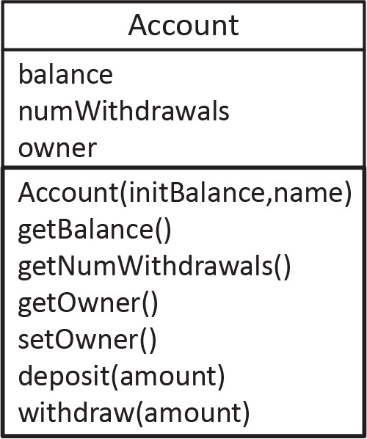 Account
balance
numWithdrawals
owner
Account(initBalance,name)
getBalance()
getNumWithdrawals()
getOwner()
setOwner()
deposit(amount)
withdraw(amount)